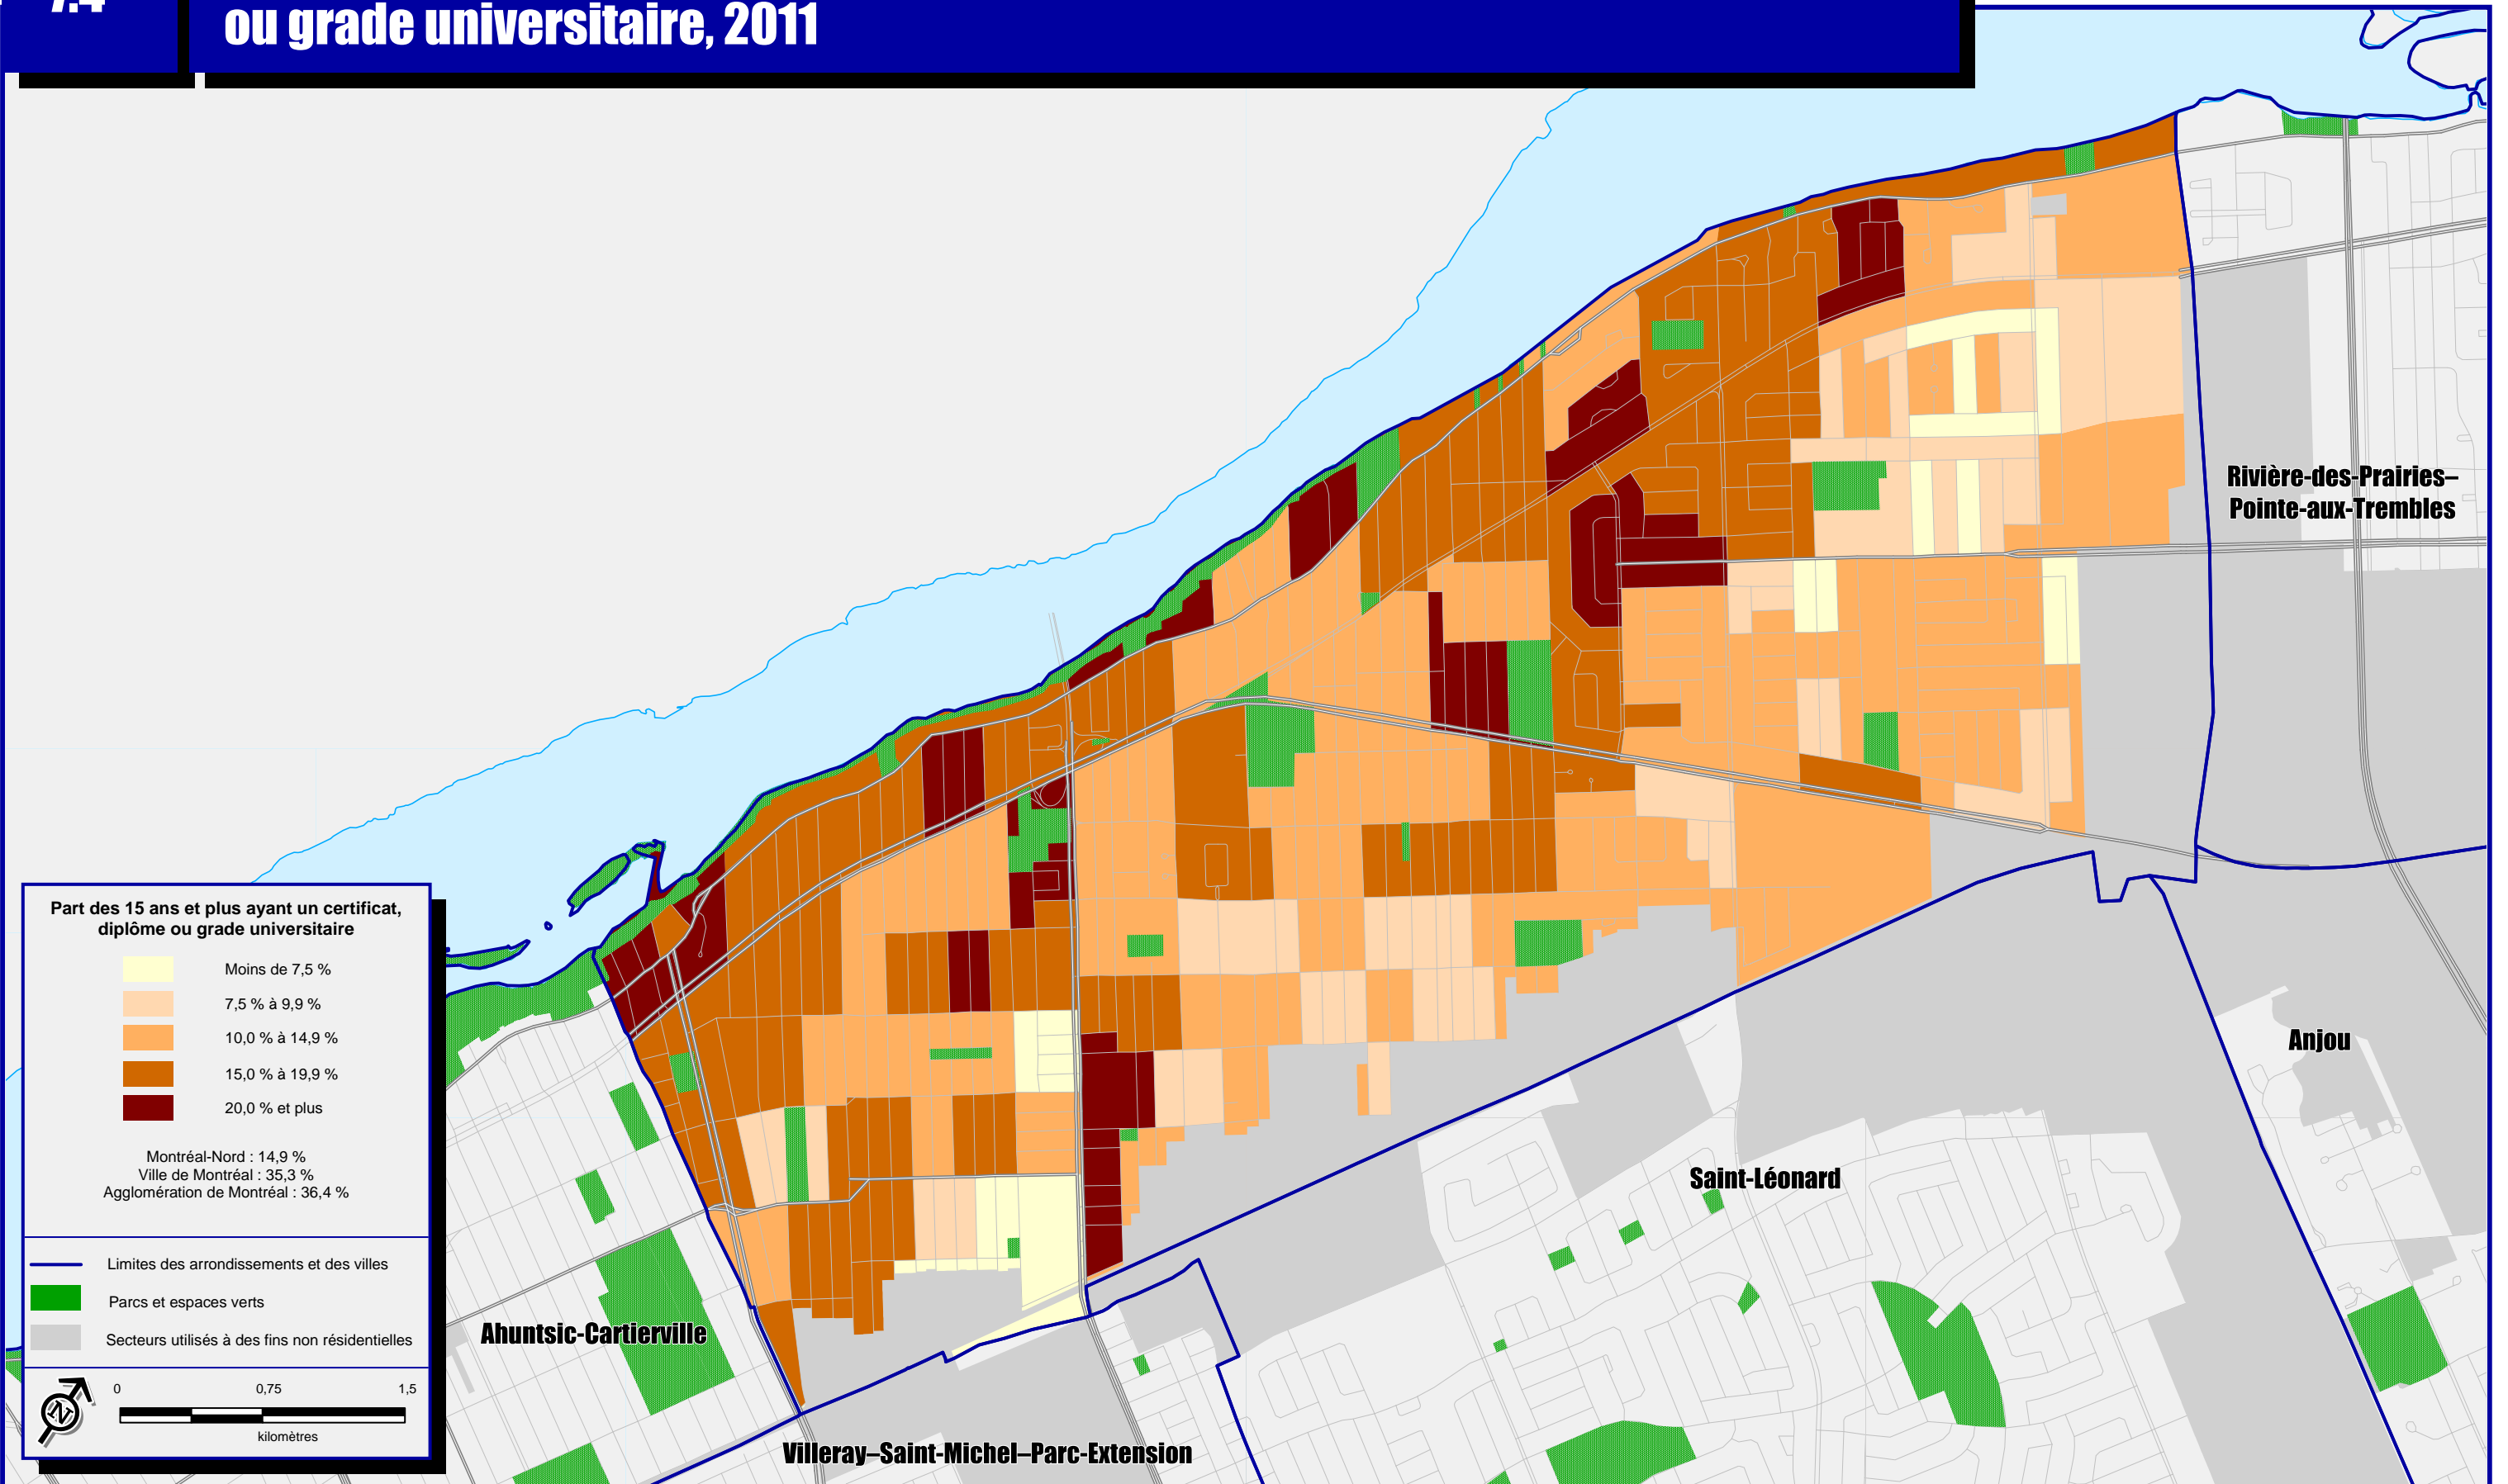 7.4
ou grade universitaire, 2011
Rivière-des-Prairies–
Pointe-aux-Trembles
Anjou
Saint-Léonard
Ahuntsic-Cartierville
Villeray–Saint-Michel–Parc-Extension
Part des 15 ans et plus ayant un certificat,
diplôme ou grade universitaire
Moins de 7,5 %
7,5 % à 9,9 %
10,0 % à 14,9 %
15,0 % à 19,9 %
20,0 % et plus
Montréal-Nord : 14,9 %
Ville de Montréal : 35,3 %
Agglomération de Montréal : 36,4 %
Limites des arrondissements et des villes
Parcs et espaces verts
Secteurs utilisés à des fins non résidentielles
N
0 0,75 1,5
kilomètres